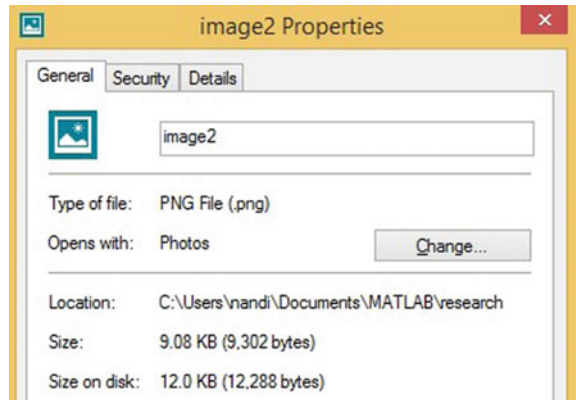 image2 Properties
General Security Details
image2
Type of file: PNG File (.png)
Opens with: Photos Change...
Location: C:\Users\nandi\Documents\MATLAB\research
Size: 9.08 KB (9,302 bytes)
Size on disk: 12.0 KB (12,288 bytes)